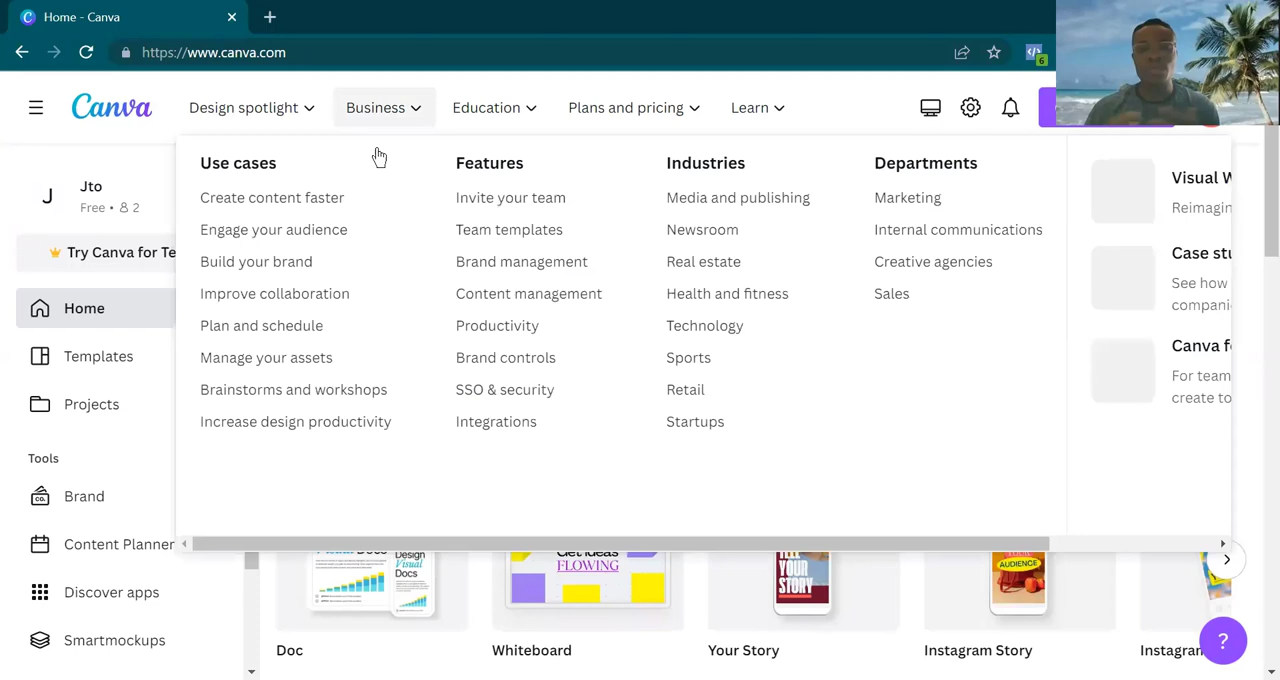 Home - Canva
https://www.canva.com
6
Canva
Design spotlight
Business
Education
Plans and pricing
Learn
J
Jto
Free • 2
Try Canva for Te
Home
Templates
Projects
Tools
Brand
CO.
Content Planner
Discover apps
Smartmockups
Use cases
Create content faster
Engage your audience
Build your brand
Improve collaboration
Plan and schedule
Manage your assets
Brainstorms and workshops
Increase design productivity
Features
Invite your team
Team templates
Brand management
Content management
Productivity
Brand controls
SSO & security
Integrations
Industries
Media and publishing
Newsroom
Real estate
Health and fitness
Technology
Sports
Retail
Startups
Departments
Marketing
Internal communications
Creative agencies
Sales
Visual W
Reimagin
Case stu
See how
compani
Canva f
For team
create to
Visual Docs
Design
Visual
Docs
Get Ideas
FLOWING
YOUR
STORY
AUDIENCE
Doc
Whiteboard
Your Story
Instagram Story
Instagram
?